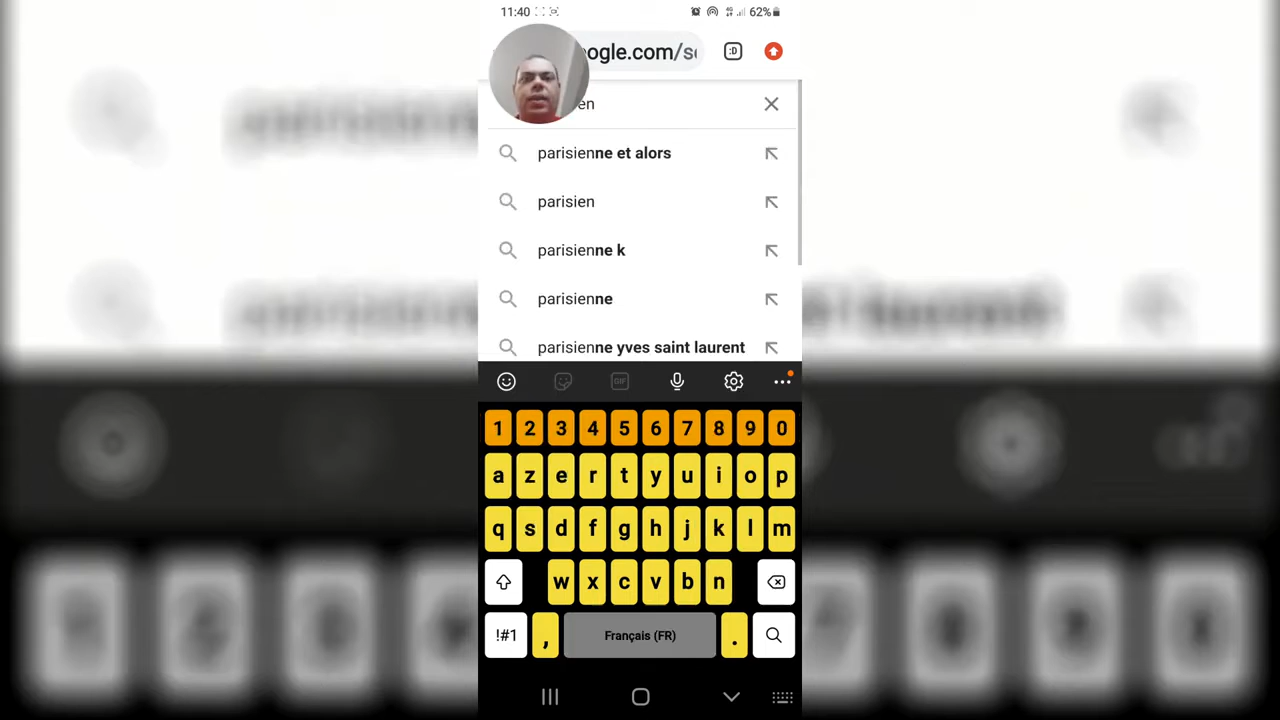 11:40 62%
ogle.com/s
:D
en
parisienne et alors
parisien
parisienne k
parisienne
parisienne yves saint laurent
GIF
1 2 3 4 5 6 7 8 9 0
a z e r t y u i o p
q s d f g h j k l m
w x c v b n
!#1 , Français (FR) .